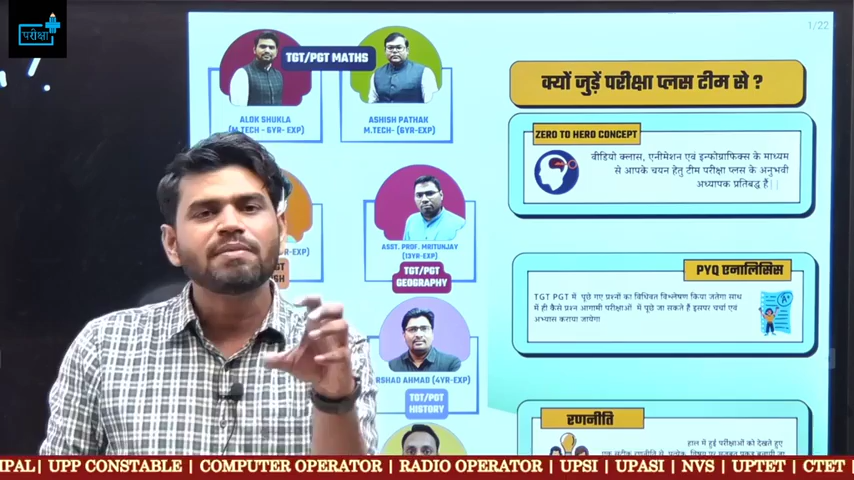 परीक्षा
1/22
TGT/PGT MATHS
ALOK SHUKLA
(M.TECH - 6YR- EXP)
ASHISH PATHAK
M.TECH- (6YR-EXP)
R-EXP)
ASST. PROF. MRITUNJAY
(13YR-EXP)
TGT/PGT
GEOGRAPHY
RSHAD AHMAD (4YR-EXP)
TGT/PGT
HISTORY
क्यों जुड़ें परीक्षा प्लस टीम से ?
ZERO TO HERO CONCEPT
वीडियो क्लास, एनीमेशन एवं इन्फोग्राफिक्स के माध्यम
से आपके चयन हेतु टीम परीक्षा प्लस के अनुभवी
अध्यापक प्रतिबद्ध हैं||
PYQ एनालिसिस
TGT PGT में पूछे गए प्रश्नों का विधिवत विश्लेषण किया जलेगा साथ
में ही कैसे प्रश्न आगामी परीक्षाओं में पूछे जा सकते हैं इसपर चर्चा एवं
अभ्यास कराया जायेगा
रणनीति
हाल में हुई परीक्षाओं को देखते हुए
IPAL| UPP CONSTABLE | COMPUTER OPERATOR | RADIO OPERATOR | UPSI | UPASI | NVS | UPTET | CTET |